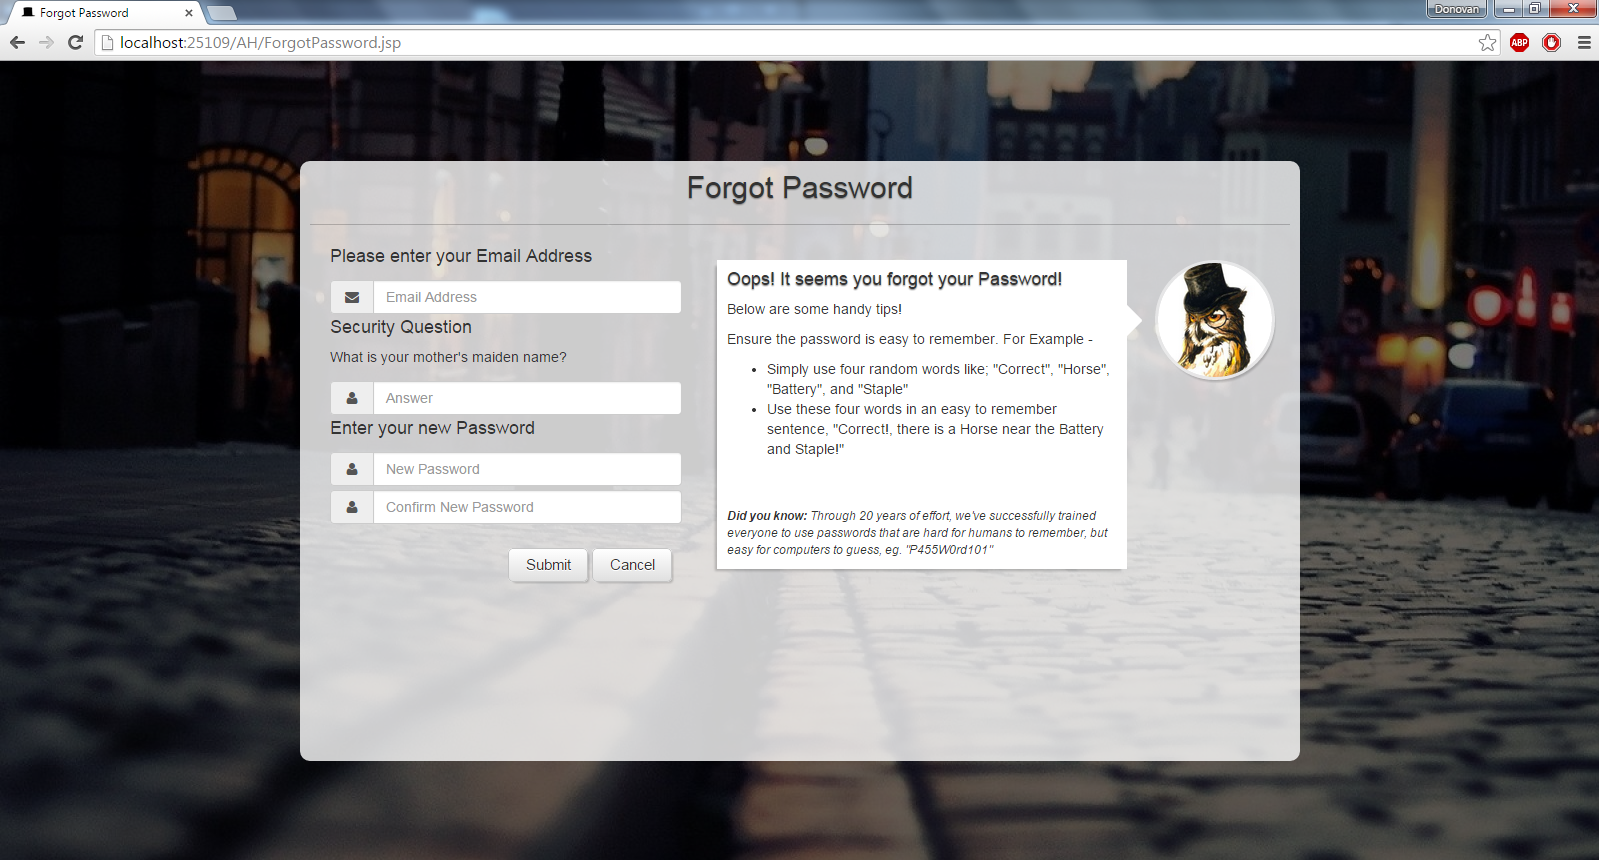 Forgot Password
Donovan
localhost:25109/AH/ForgotPassword.jsp
ABP
Forgot Password
Please enter your Email Address
Email Address
Security Question
What is your mother's maiden name?
Answer
Enter your new Password
New Password
Confirm New Password
Submit
Cancel
Oops! It seems you forgot your Password!
Below are some handy tips!
Ensure the password is easy to remember. For Example -
• Simply use four random words like; "Correct", "Horse",
"Battery", and "Staple"
• Use these four words in an easy to remember
sentence, "Correct!, there is a Horse near the Battery
and Staple!"
Did you know: Through 20 years of effort, we've successfully trained
everyone to use passwords that are hard for humans to remember, but
easy for computers to guess, eg. "P455W0rd101"